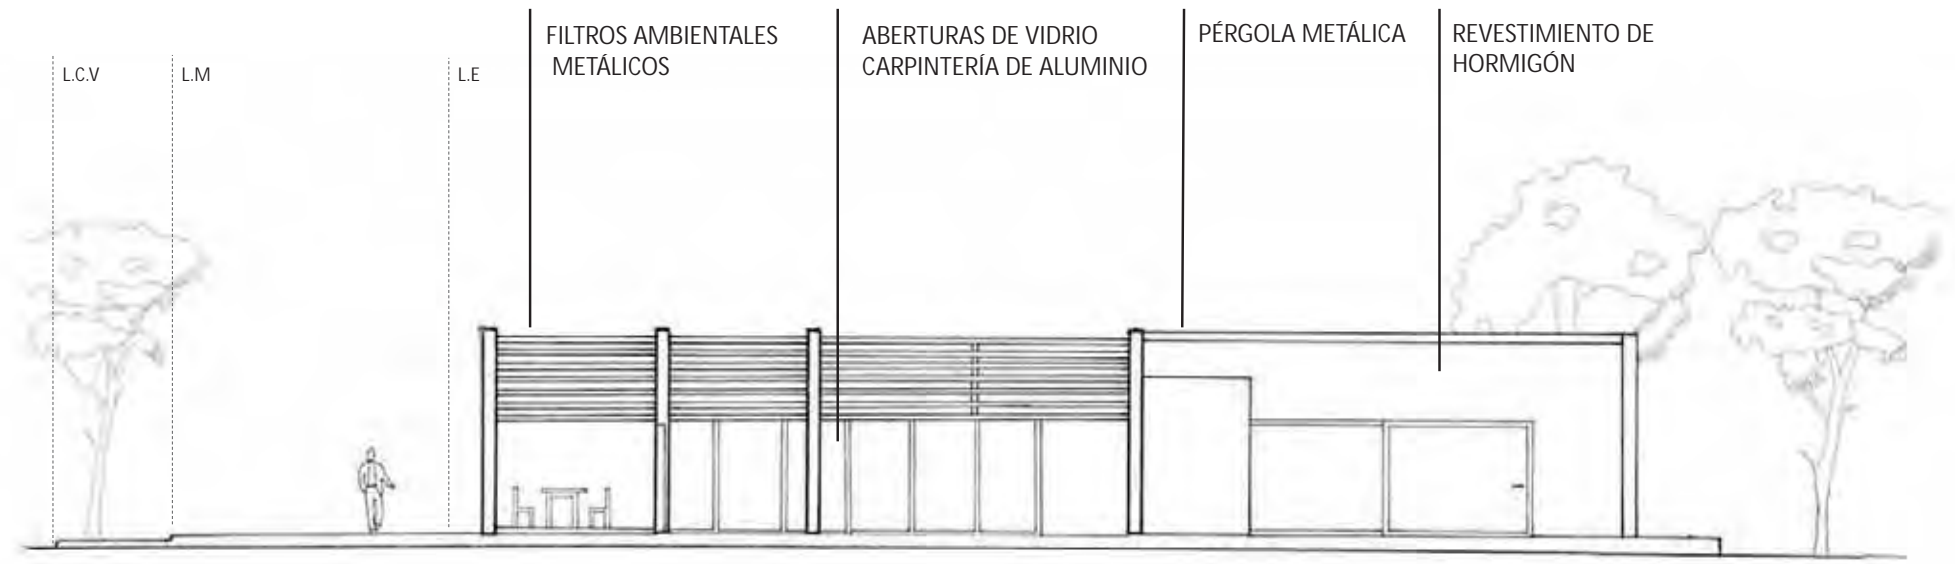 L.C.V
L.M
L.E
FILTROS AMBIENTALES
METÁLICOS
ABERTURAS DE VIDRIO
CARPINTERÍA DE ALUMINIO
PÉRGOLA METÁLICA
REVESTIMIENTO DE
HORMIGÓN